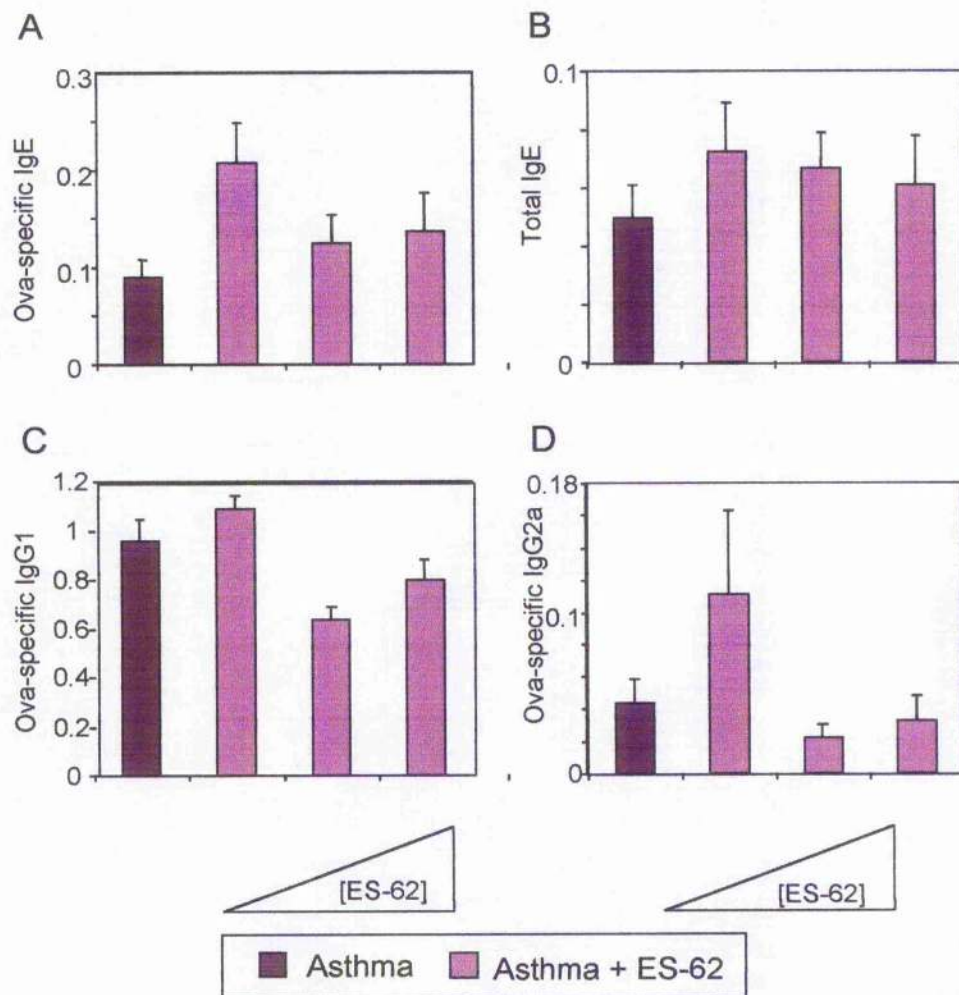 A
Ova-specific IgE
0.3
0.2
0.1
0
B
Total IgE
0.1
0
C
Ova-specific IgG1
1.2
1
0.8
0.6
0.4
0.2
0
D
Ova-specific IgG2a
0.18
0.1
0
[ES-62]
[ES-62]
Asthma
Asthma + ES-62